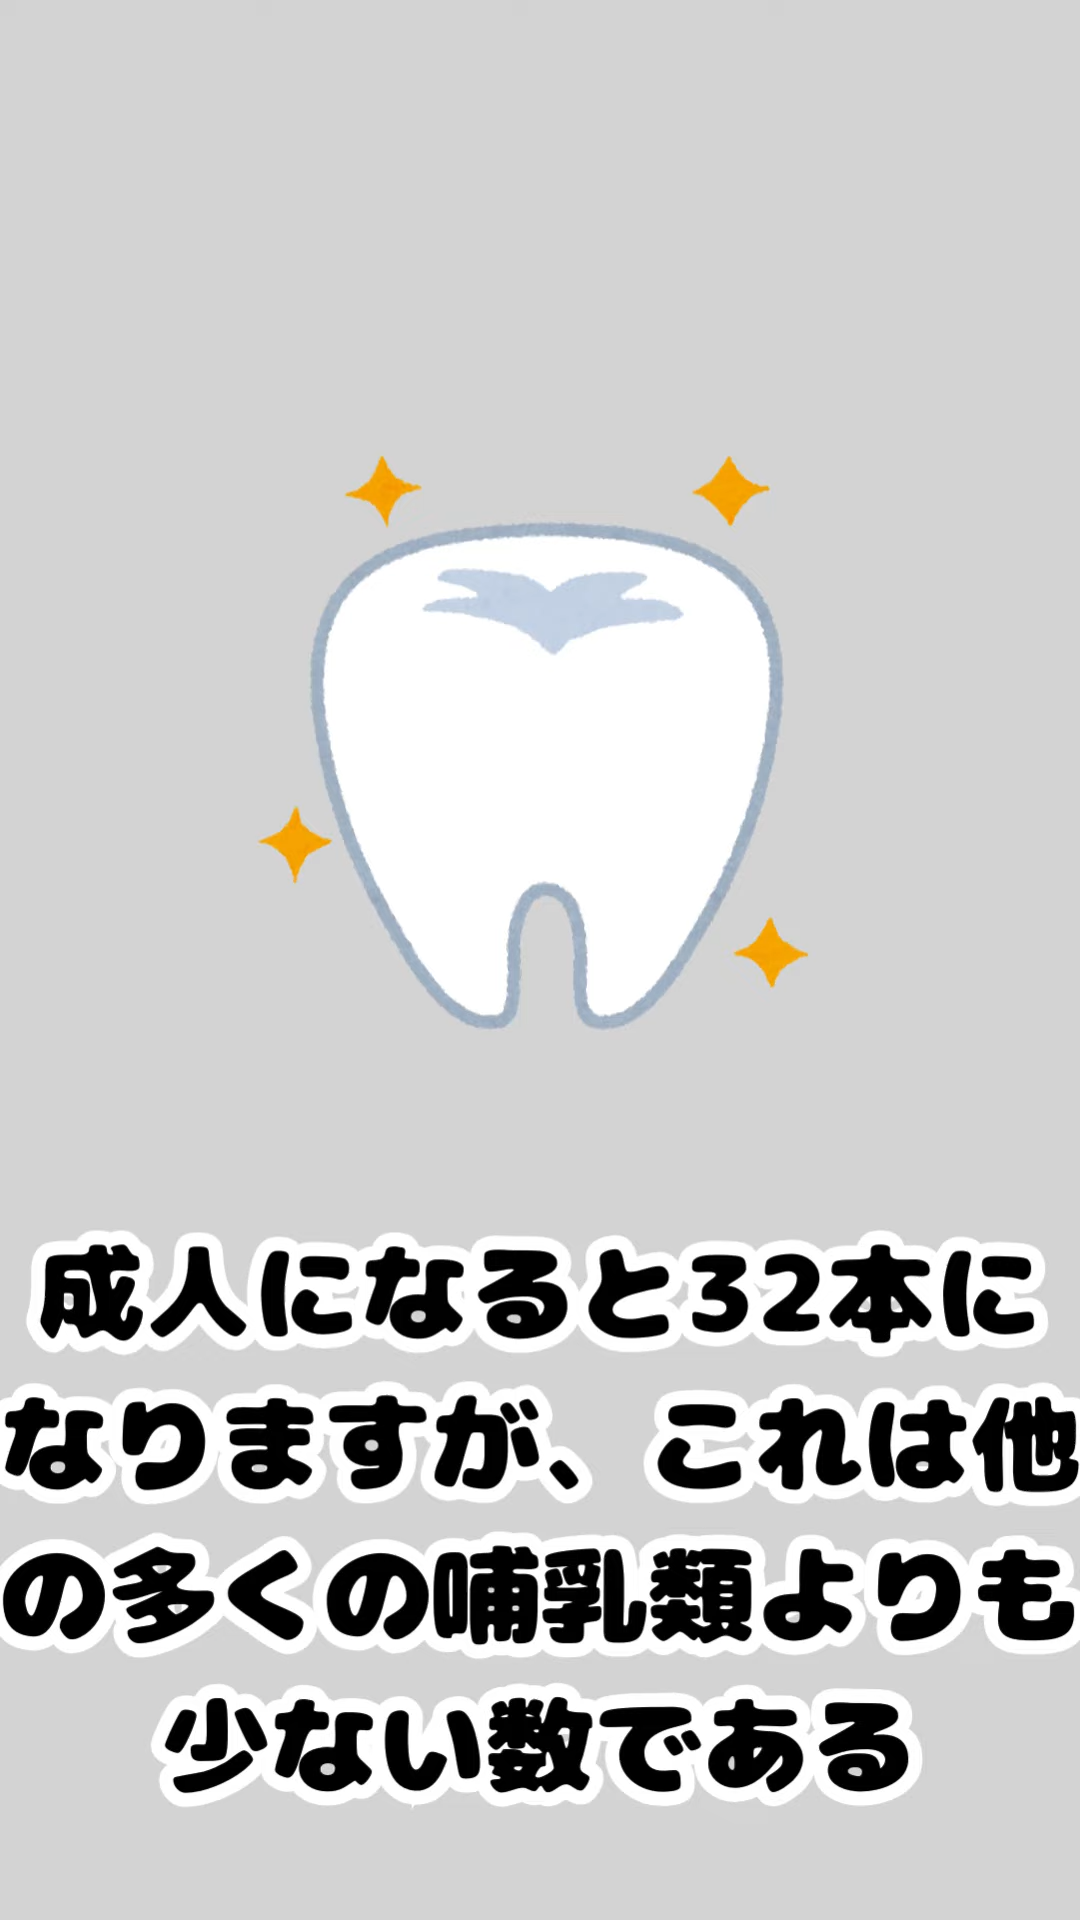 成人になると32本に
なりますが、これは他
の多くの哺乳類よりも
少ない数である